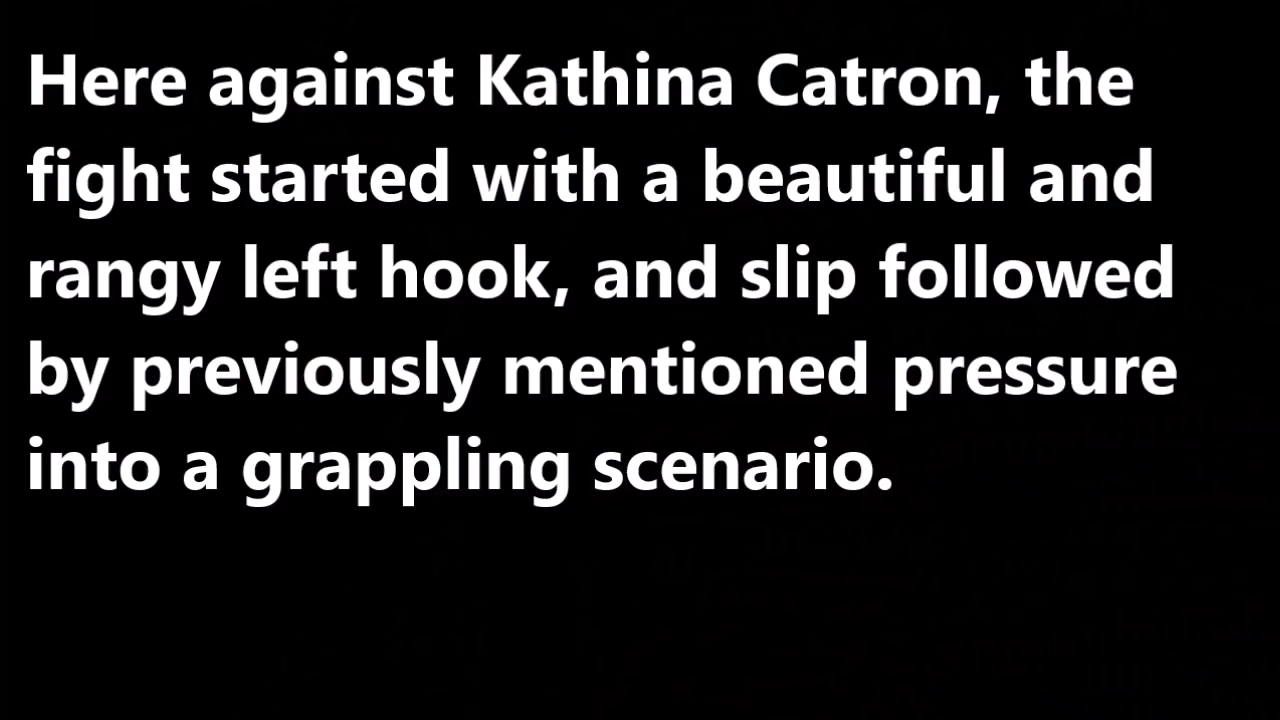 Here against Kathina Catron, the
fight started with a beautiful and
rangy left hook, and slip followed
by previously mentioned pressure
into a grappling scenario.